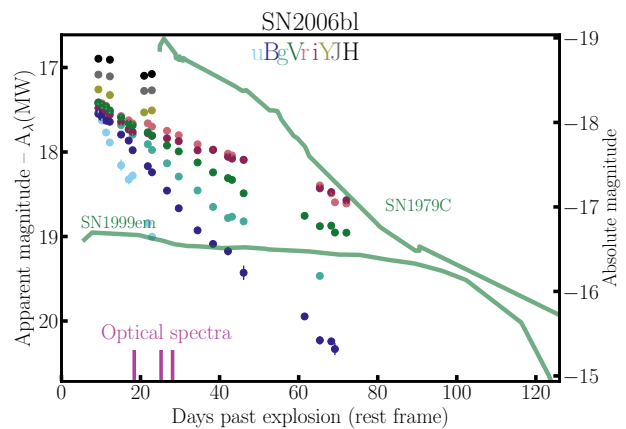 SN2006bl
uBgVriYJH
Apparent magnitude – Aλ(MW)
17
18
19
20
−19
−18
−17
−16
−15
Absolute magnitude
SN1979C
SN1999em
Optical spectra
0 20 40 60 80 100 120
Days past explosion (rest frame)